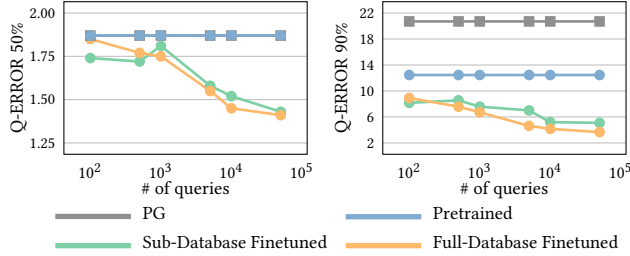 Q-ERROR 50%
2.00
1.75
1.50
1.25
10^2
10^3
10^4
10^5
# of queries
Q-ERROR 90%
22
18
14
10
6
2
10^2
10^3
10^4
10^5
# of queries
PG
Pretrained
Sub-Database Finetuned
Full-Database Finetuned